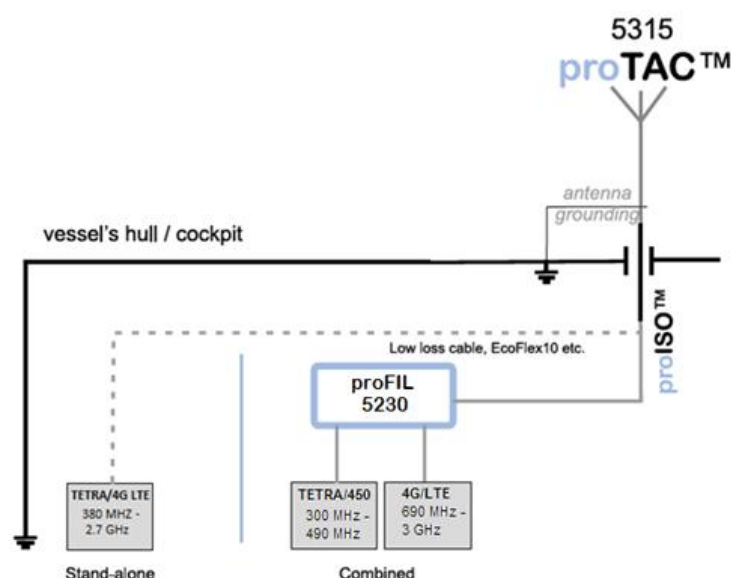 5315
proTAC™
antenna
grounding
vessel's hull / cockpit
proISO™
Low loss cable, EcoFlex10 etc.
proFIL
5230
TETRA/4G LTE
380 MHZ -
2.7 GHz
TETRA/450
300 MHz -
490 MHz
4G/LTE
690 MHz -
3 GHz
Stand-alone
Combined